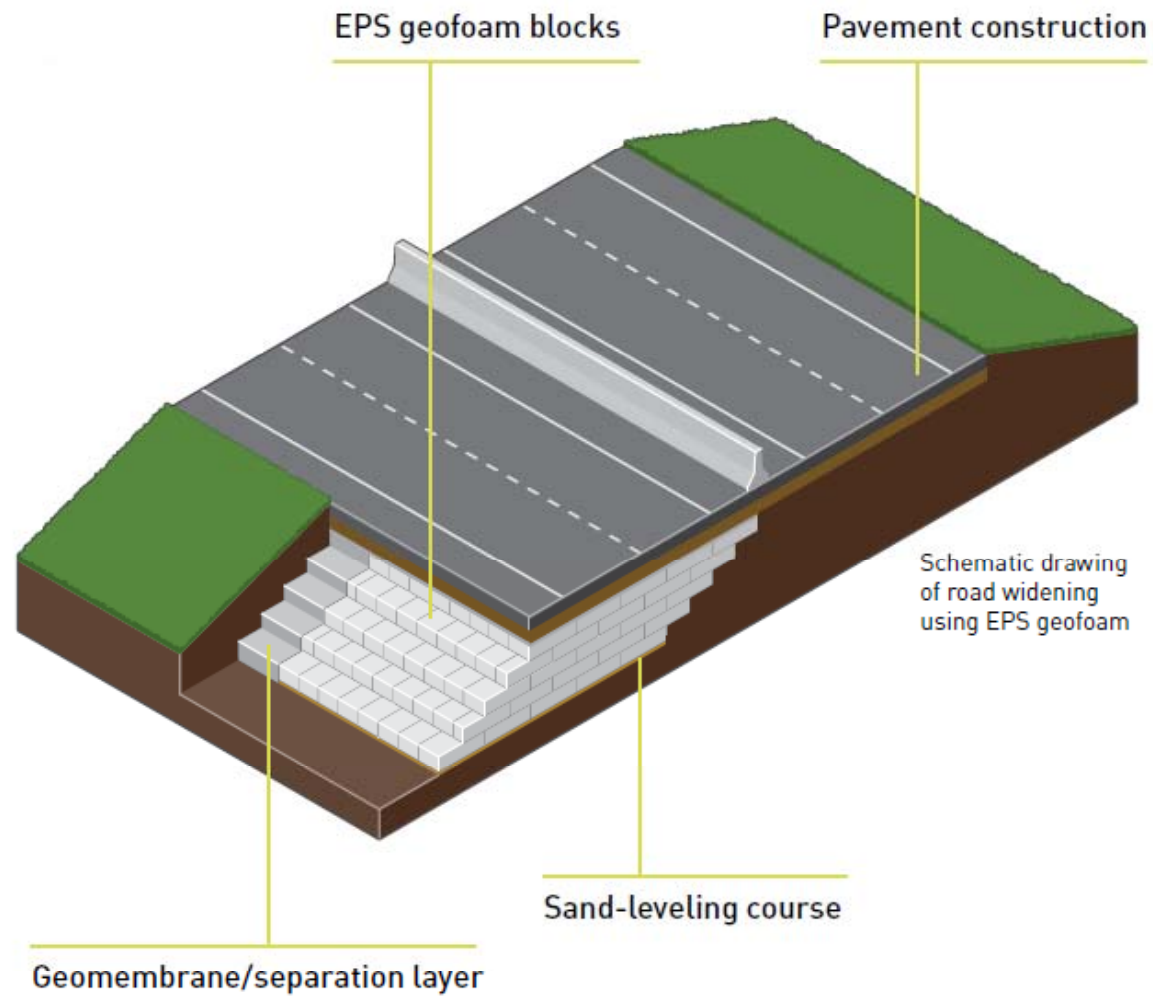 EPS geofoam blocks
Pavement construction
Schematic drawing
of road widening
using EPS geofoam
Sand-leveling course
Geomembrane/separation layer